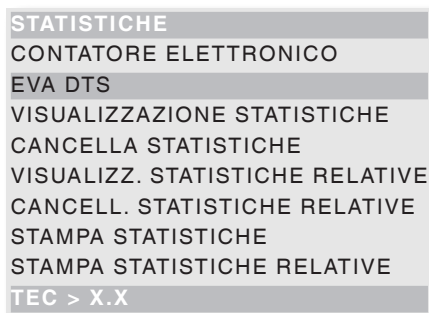 STATISTICHE
CONTATORE ELETTRONICO
EVA DTS
VISUALIZZAZIONE STATISTICHE
CANCELLA STATISTICHE
VISUALIZZ. STATISTICHE RELATIVE
CANCELL. STATISTICHE RELATIVE
STAMPA STATISTICHE
STAMPA STATISTICHE RELATIVE
TEC > X.X